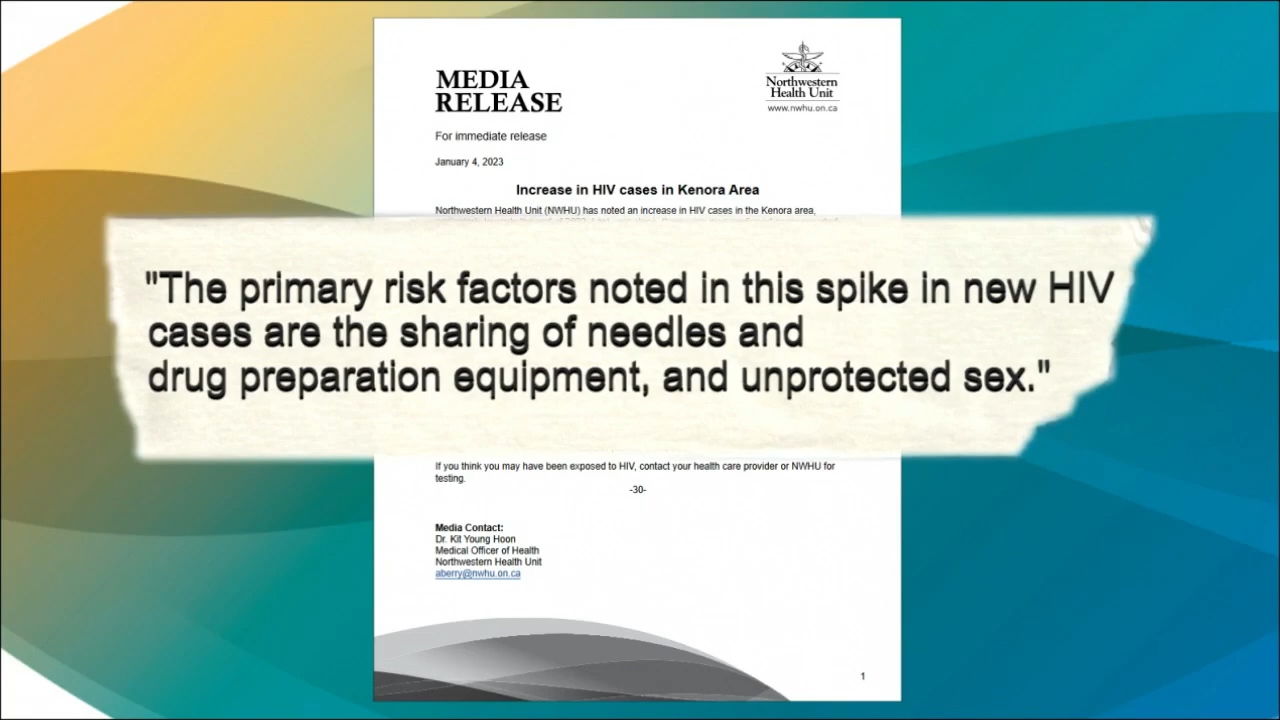 MEDIA
RELEASE
Northwestern
Health Unit
www.nwhu.on.ca
For immediate release
January 4, 2023
Increase in HIV cases in Kenora Area
Northwestern Health Unit (NWHU) has noted an increase in HIV cases in the Kenora area,
"The primary risk factors noted in this spike in new HIV
cases are the sharing of needles and
drug preparation equipment, and unprotected sex."
If you think you may have been exposed to HIV, contact your health care provider or NWHU for
testing.
-30-
Media Contact:
Dr. Kit Young Hoon
Medical Officer of Health
Northwestern Health Unit
aberry@nwhu.on.ca
1